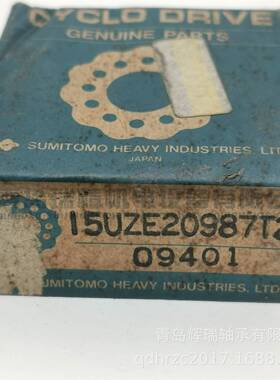 CYCLO DRIVE
GENUINE PARTS
SUMITOMO HEAVY INDUSTRIES, LTD.
JAPAN
15UZE20987T2
09401
SUMITOMO HEAVY INDUSTRIES, LTD
青岛辉瑞轴承有限
qdhrzc2017.1688.